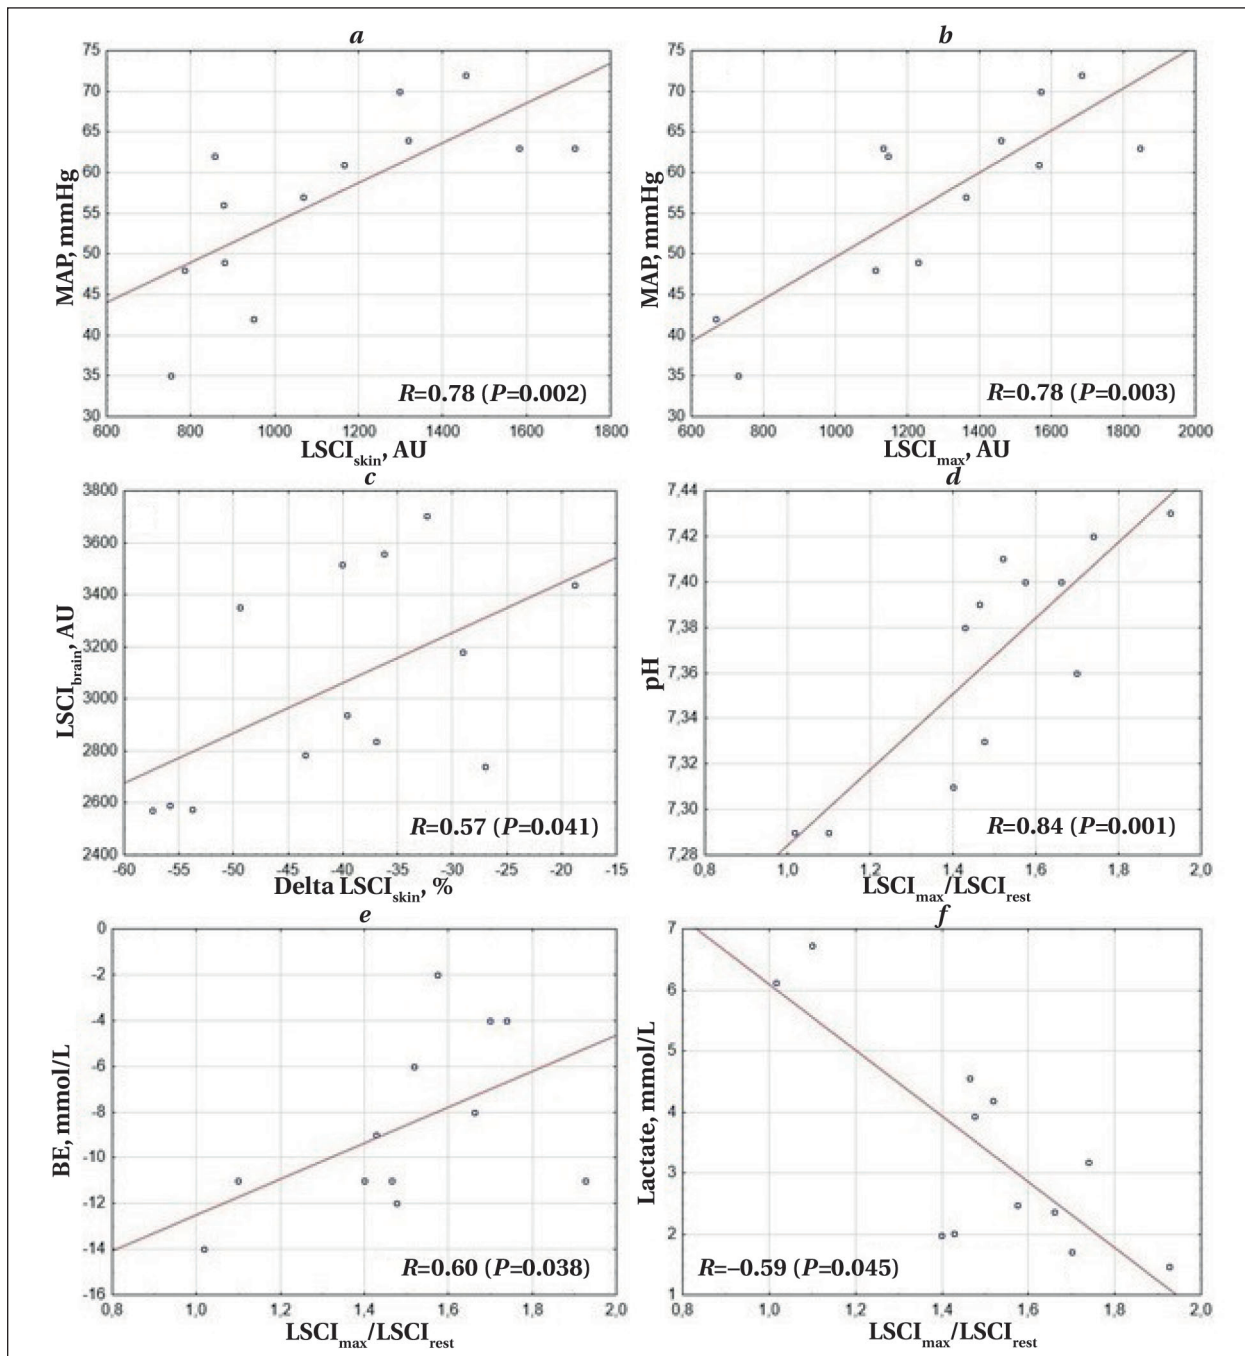 a
75
70
65
60
55
50
45
40
35
30
MAP, mmHg
R=0.78 (P=0.002)
600 800 1000 1200 1400 1600 1800
LSCIskin, AU
b
75
70
65
60
55
50
45
40
35
30
MAP, mmHg
R=0.78 (P=0.003)
600 800 1000 1200 1400 1600 1800 2000
LSCImax, AU
c
3800
3600
3400
3200
3000
2800
2600
2400
LSCIbrain, AU
R=0.57 (P=0.041)
-60 -55 -50 -45 -40 -35 -30 -25 -20 -15
Delta LSCIskin, %
d
7,44
7,42
7,40
7,38
7,36
7,34
7,32
7,30
7,28
pH
R=0.84 (P=0.001)
0,8 1,0 1,2 1,4 1,6 1,8 2,0
LSCImax/LSCIrest
e
0
-2
-4
-6
-8
-10
-12
-14
-16
BE, mmol/L
R=0.60 (P=0.038)
0,8 1,0 1,2 1,4 1,6 1,8 2,0
LSCImax/LSCIrest
f
7
6
5
4
3
2
1
Lactate, mmol/L
R=–0.59 (P=0.045)
0,8 1,0 1,2 1,4 1,6 1,8 2,0
LSCImax/LSCIrest